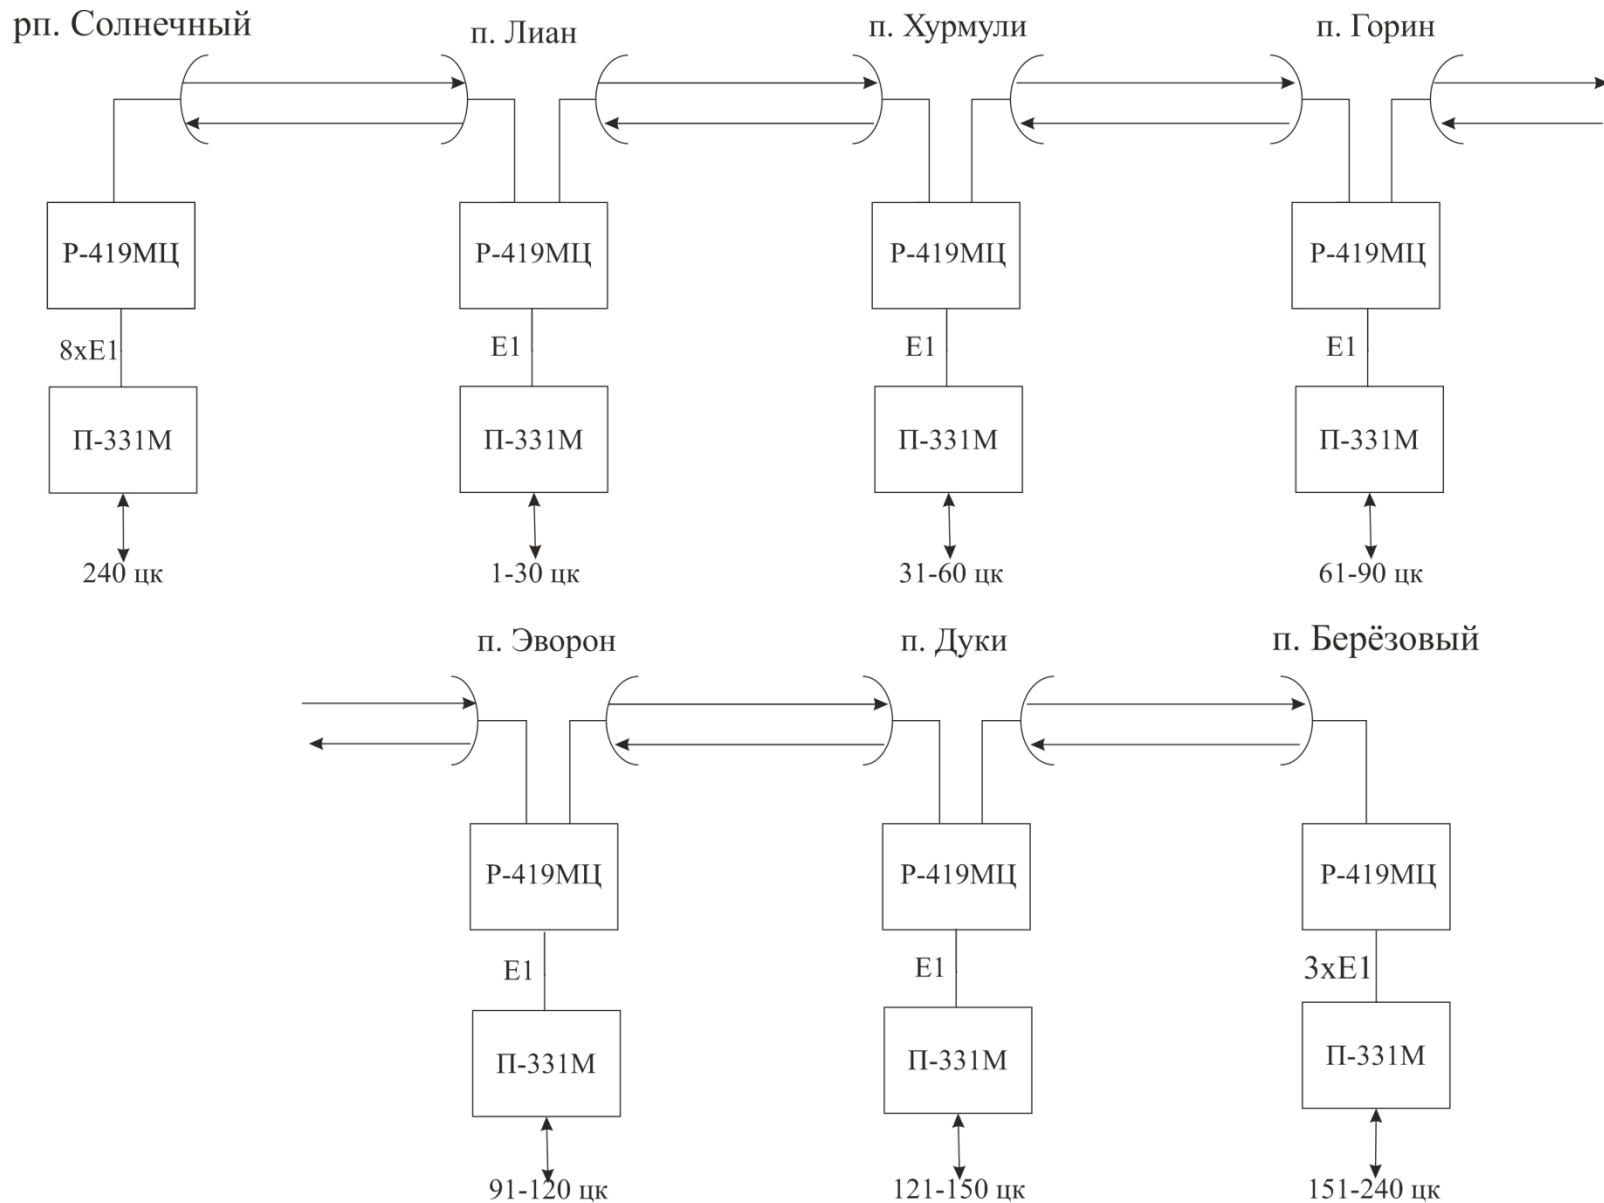 рп. Солнечный
п. Лиан
п. Хурмули
п. Горин
Р-419МЦ
Р-419МЦ
Р-419МЦ
Р-419МЦ
8хЕ1
Е1
Е1
Е1
П-331М
П-331М
П-331М
П-331М
240 цк
1-30 цк
31-60 цк
61-90 цк
п. Эворон
п. Дуки
п. Берёзовый
Р-419МЦ
Р-419МЦ
Р-419МЦ
Е1
Е1
3хЕ1
П-331М
П-331М
П-331М
91-120 цк
121-150 цк
151-240 цк